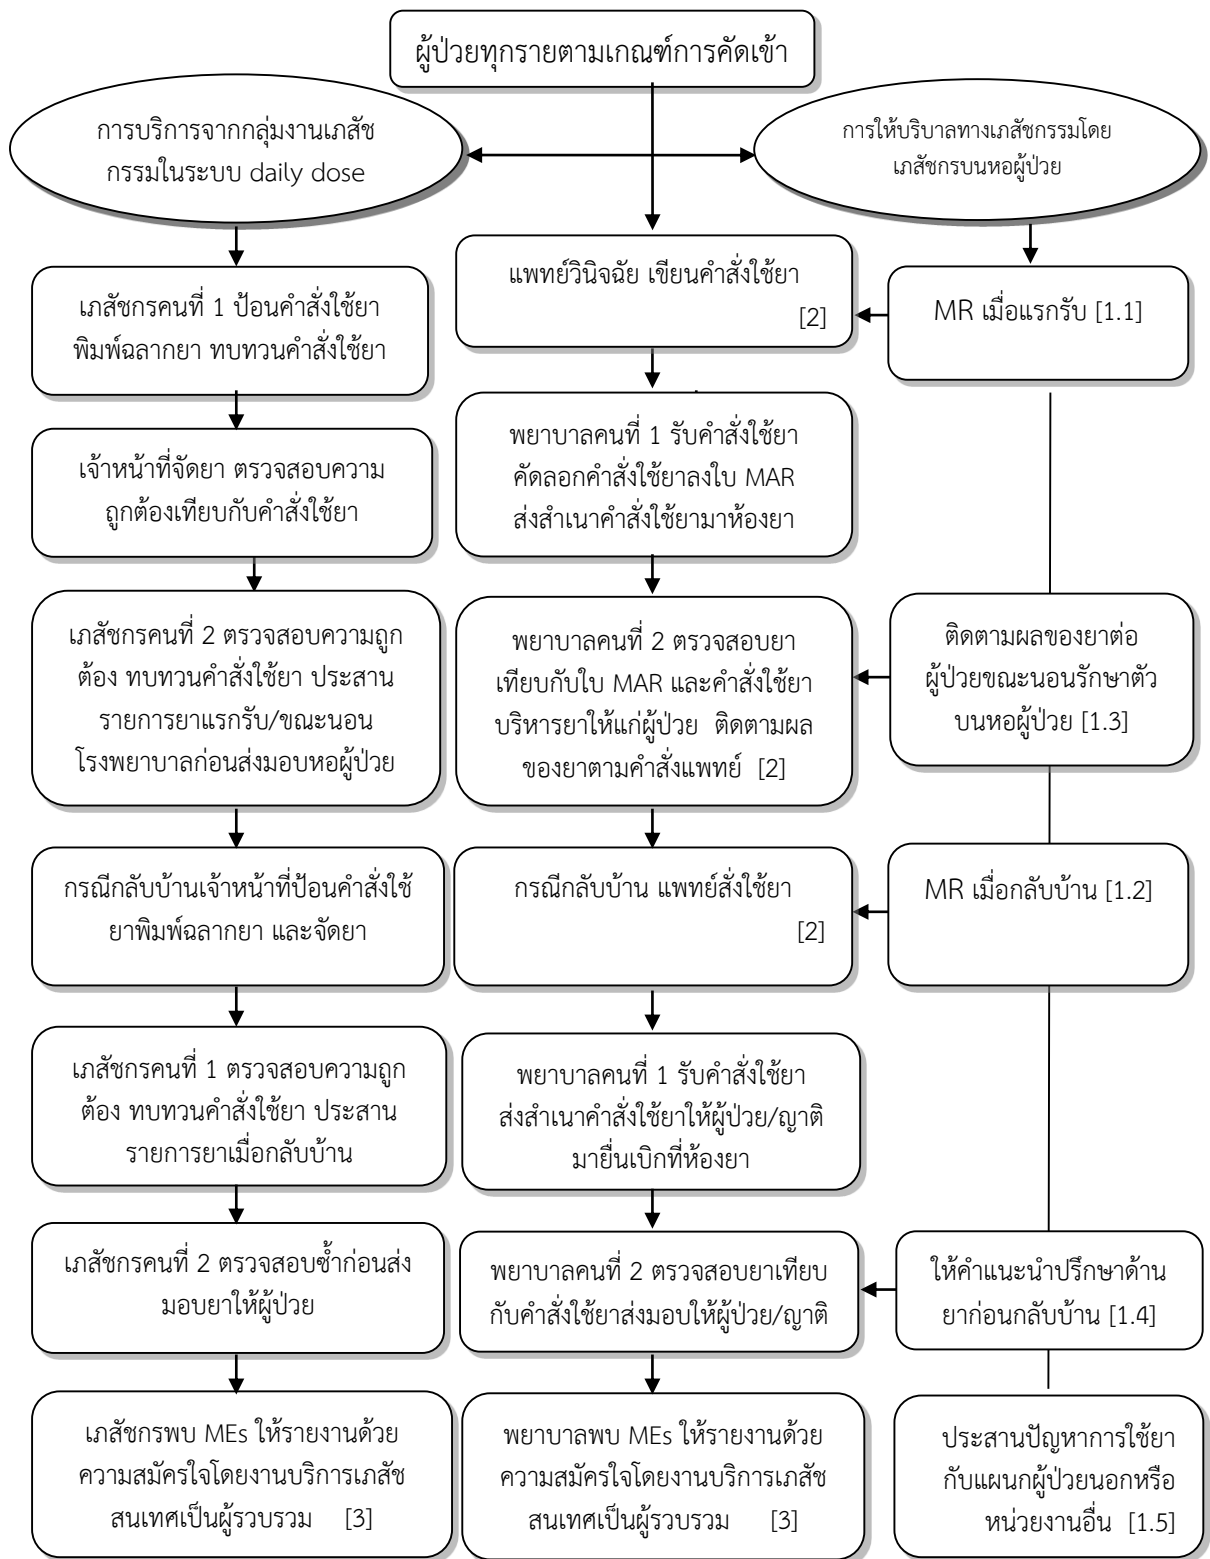 ผู้ป่วยทุกรายตามเกณฑ์การคัดเข้า
การบริการจากกลุ่มงานเภสัช
กรรมในระบบ daily dose
การให้บริบาลทางเภสัชกรรมโดย
เภสัชกรบนหอผู้ป่วย
เภสัชกรคนที่ 1 ป้อนคำสั่งใช้ยา
พิมพ์ฉลากยา ทบทวนคำสั่งใช้ยา
แพทย์วินิจฉัย เขียนคำสั่งใช้ยา
[2]
MR เมื่อแรกรับ [1.1]
เจ้าหน้าที่จัดยา ตรวจสอบความ
ถูกต้องเทียบกับคำสั่งใช้ยา
พยาบาลคนที่ 1 รับคำสั่งใช้ยา
คัดลอกคำสั่งใช้ยาลงใบ MAR
ส่งสำเนาคำสั่งใช้ยามาห้องยา
เภสัชกรคนที่ 2 ตรวจสอบความถูก
ต้อง ทบทวนคำสั่งใช้ยา ประสาน
รายการยาแรกรับ/ขณะนอน
โรงพยาบาลก่อนส่งมอบหอผู้ป่วย
พยาบาลคนที่ 2 ตรวจสอบยา
เทียบกับใบ MAR และคำสั่งใช้ยา
บริหารยาให้แก่ผู้ป่วย ติดตามผล
ของยาตามคำสั่งแพทย์ [2]
ติดตามผลของยาต่อ
ผู้ป่วยขณะนอนรักษาตัว
บนหอผู้ป่วย [1.3]
กรณีกลับบ้านเจ้าหน้าที่ป้อนคำสั่งใช้
ยาพิมพ์ฉลากยา และจัดยา
กรณีกลับบ้าน แพทย์สั่งใช้ยา
[2]
MR เมื่อกลับบ้าน [1.2]
เภสัชกรคนที่ 1 ตรวจสอบความถูก
ต้อง ทบทวนคำสั่งใช้ยา ประสาน
รายการยาเมื่อกลับบ้าน
พยาบาลคนที่ 1 รับคำสั่งใช้ยา
ส่งสำเนาคำสั่งใช้ยาให้ผู้ป่วย/ญาติ
มายื่นเบิกที่ห้องยา
เภสัชกรคนที่ 2 ตรวจสอบซ้ำก่อนส่ง
มอบยาให้ผู้ป่วย
พยาบาลคนที่ 2 ตรวจสอบยาเทียบ
กับคำสั่งใช้ยาส่งมอบให้ผู้ป่วย/ญาติ
ให้คำแนะนำปรึกษาด้าน
ยาก่อนกลับบ้าน [1.4]
เภสัชกรพบ MEs ให้รายงานด้วย
ความสมัครใจโดยงานบริการเภสัช
สนเทศเป็นผู้รวบรวม [3]
พยาบาลพบ MEs ให้รายงานด้วย
ความสมัครใจโดยงานบริการเภสัช
สนเทศเป็นผู้รวบรวม [3]
ประสานปัญหาการใช้ยา
กับแผนกผู้ป่วยนอกหรือ
หน่วยงานอื่น [1.5]